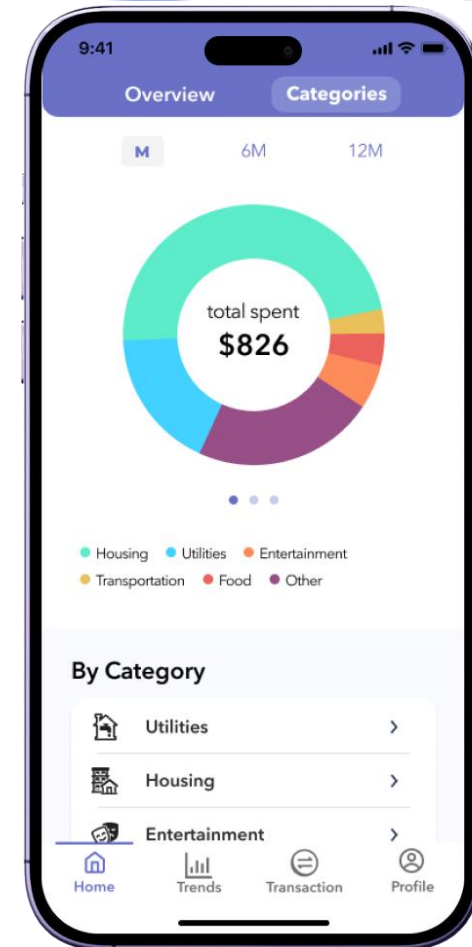 9:41
Overview Categories
M 6M 12M
total spent
$826
Housing Utilities Entertainment
Transportation Food Other
By Category
Utilities
Housing
Entertainment
Home Trends Transaction Profile